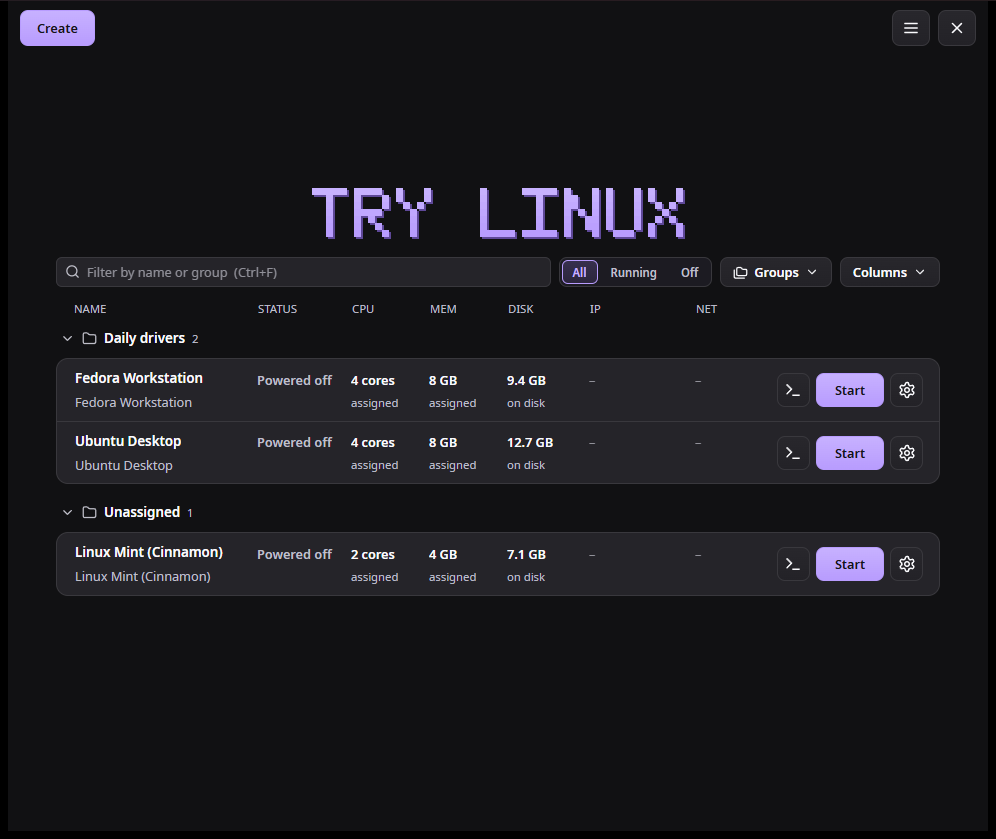 Create
TRY LINUX
Filter by name or group (Ctrl+F)
All Running Off
Groups
Columns
NAME STATUS CPU MEM DISK IP NET
Daily drivers 2
Fedora Workstation Powered off 4 cores 8 GB 9.4 GB – – Start
Fedora Workstation assigned assigned on disk
Ubuntu Desktop Powered off 4 cores 8 GB 12.7 GB – – Start
Ubuntu Desktop assigned assigned on disk
Unassigned 1
Linux Mint (Cinnamon) Powered off 2 cores 4 GB 7.1 GB – – Start
Linux Mint (Cinnamon) assigned assigned on disk